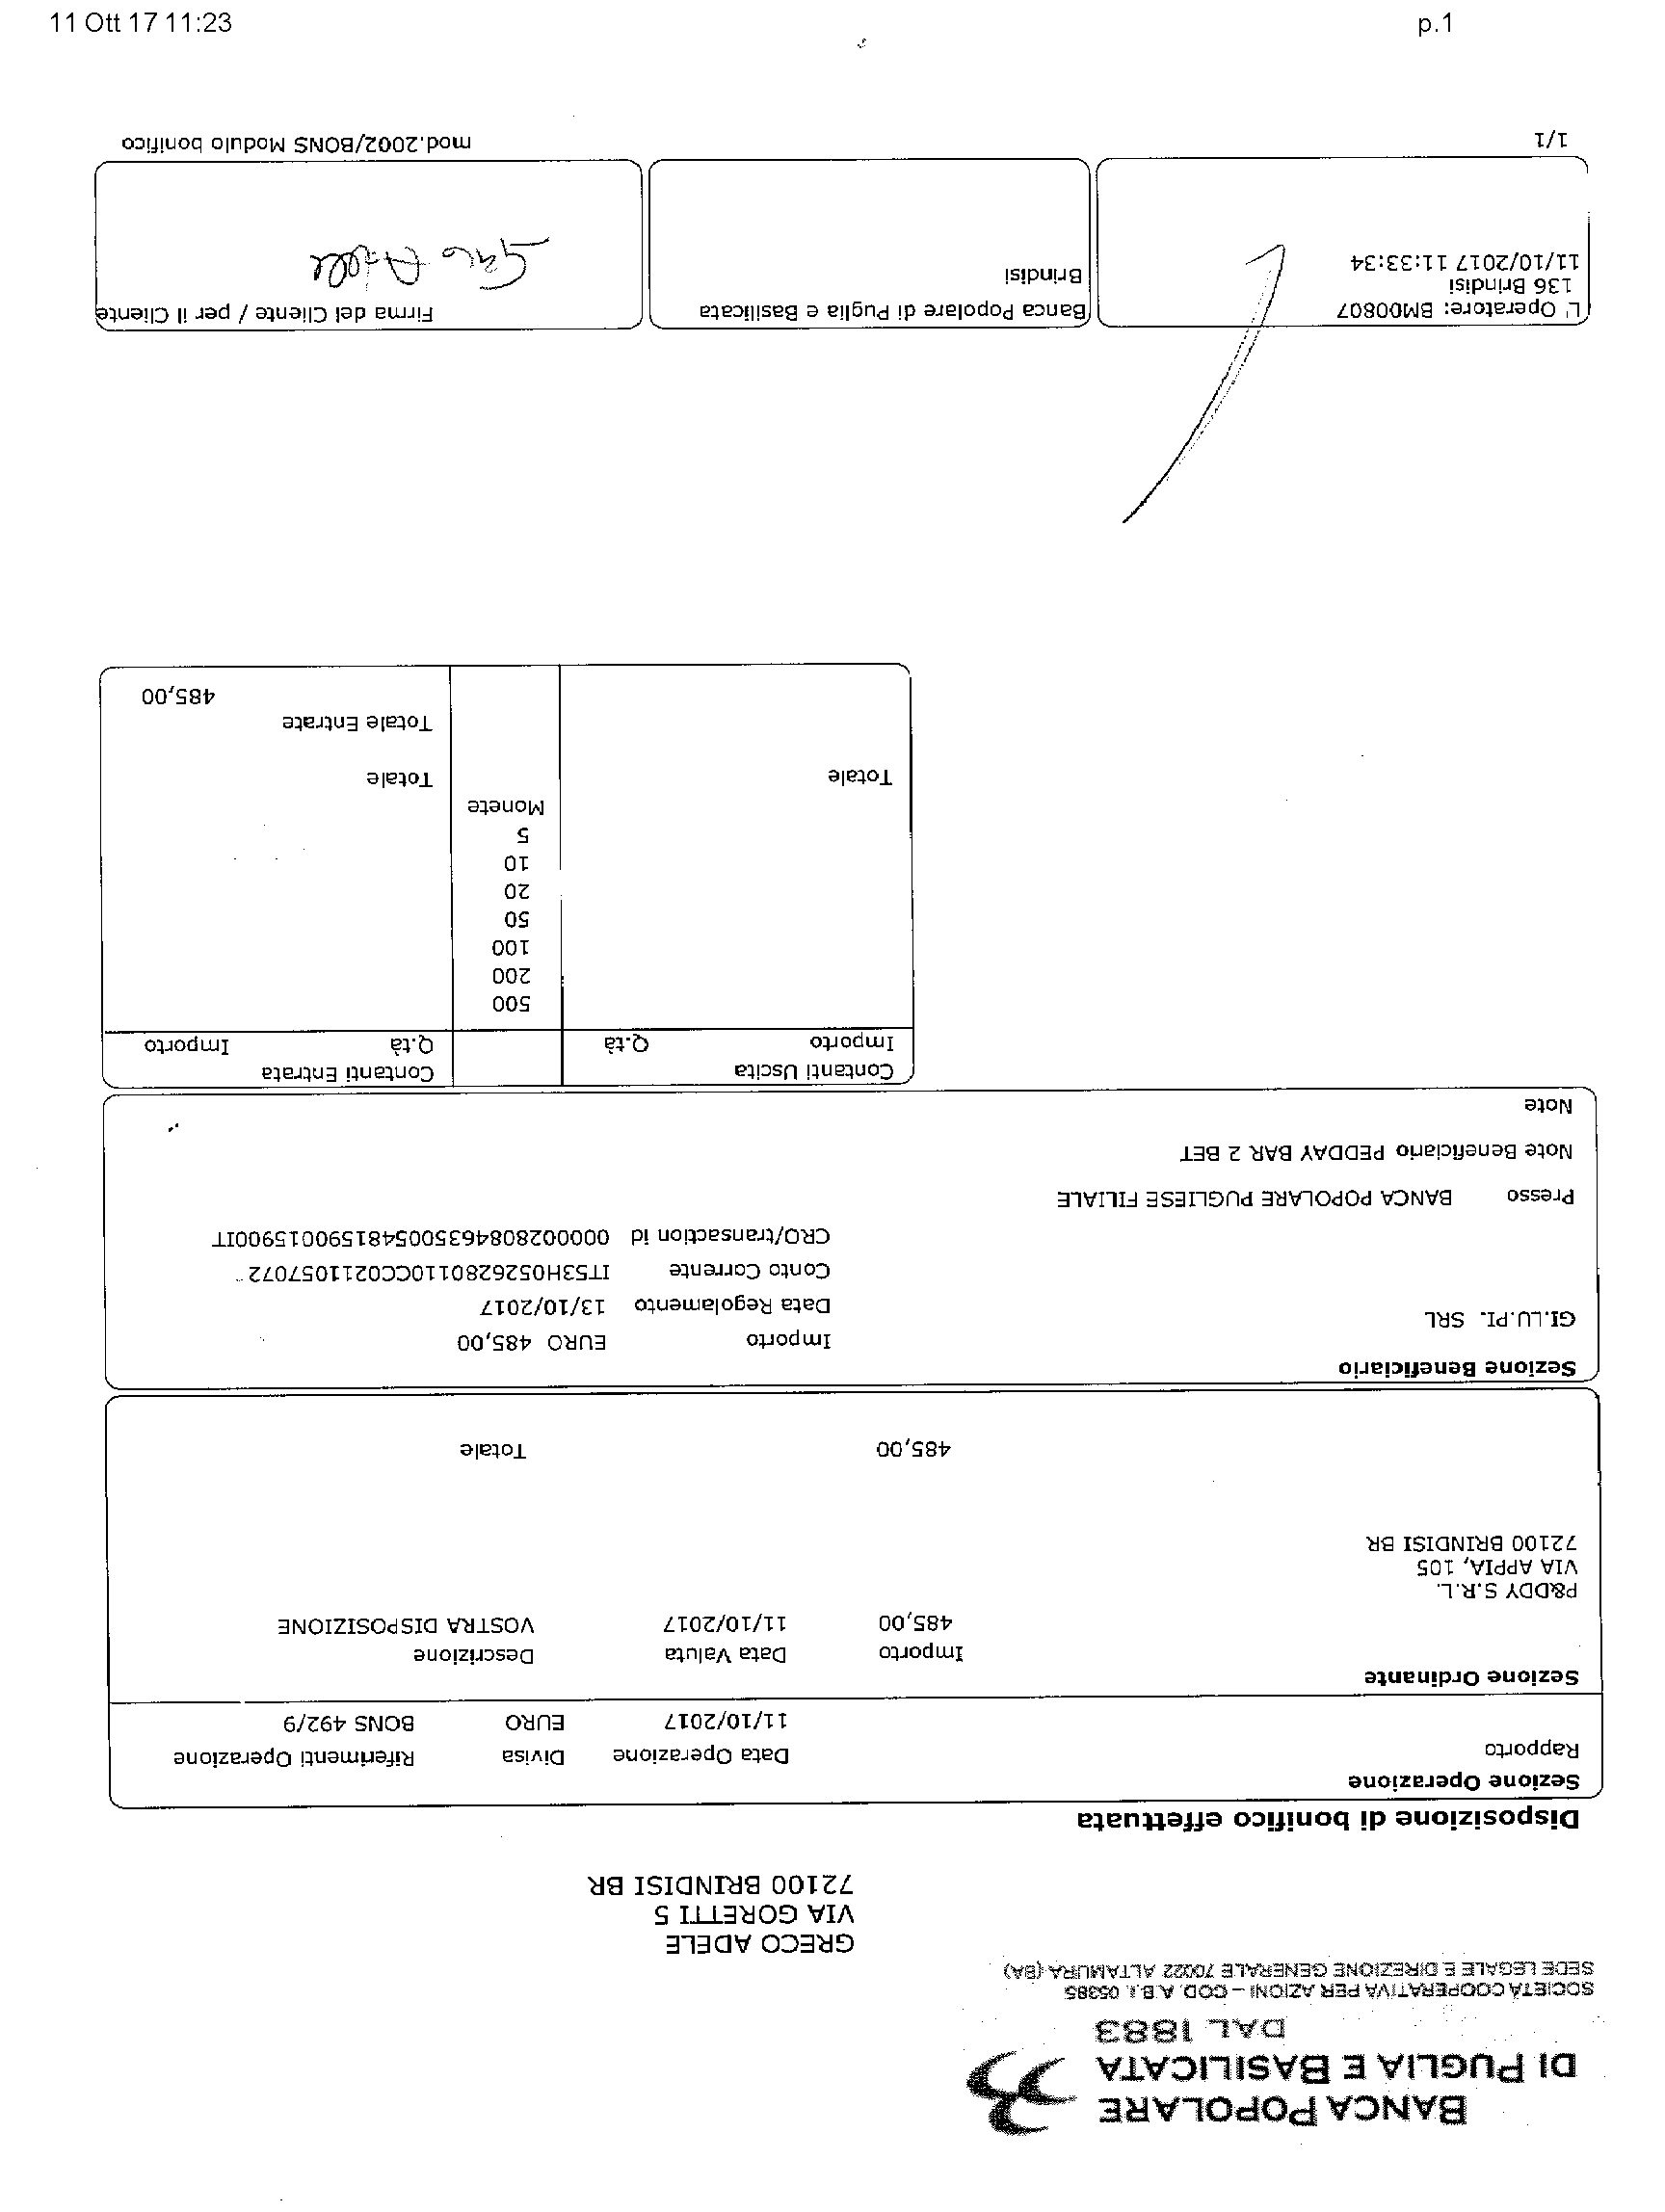 11 Ott 17 11:23
p.1
BANCA POPOLARE
DI PUGLIA E BASILICATA
DAL 1883
SOCIETÀ COOPERATIVA PER AZIONI – COD. A.B.I. 05385
SEDE LEGALE E DIREZIONE GENERALE 70022 ALTAMURA (BA)
GRECO ADELE
VIA GORETTI 5
72100 BRINDISI BR
Disposizione di bonifico effettuata
Sezione Operazione
Rapporto Data Operazione Divisa Riferimenti Operazione
11/10/2017 EURO BONS 492/9
Sezione Ordinante
Importo Data Valuta Descrizione
485,00 11/10/2017 VOSTRA DISPOSIZIONE
P&DDY S.R.L.
VIA APPIA, 105
72100 BRINDISI BR
485,00 Totale
Sezione Beneficiario
GI.LU.PI. SRL
Importo EURO 485,00
Data Regolamento 13/10/2017
Conto Corrente IT53H0526280110CC0211057072
CRO/transaction id 0000028084635005481590015900IT
Presso BANCA POPOLARE PUGLIESE FILIALE
Note Beneficiario PEDDAY BAR 2 BET
Note
Contanti Uscita Contanti Entrata
Importo Q.tà Q.tà Importo
500
200
100
50
20
10
5
Monete
Totale Totale
Totale Entrate
485,00
L' Operatore: BM00807
136 Brindisi
11/10/2017 11:33:34
Banca Popolare di Puglia e Basilicata
Brindisi
Firma del Cliente / per il Cliente
Greco Adele
1/1
mod.2002/BONS Modulo bonifico